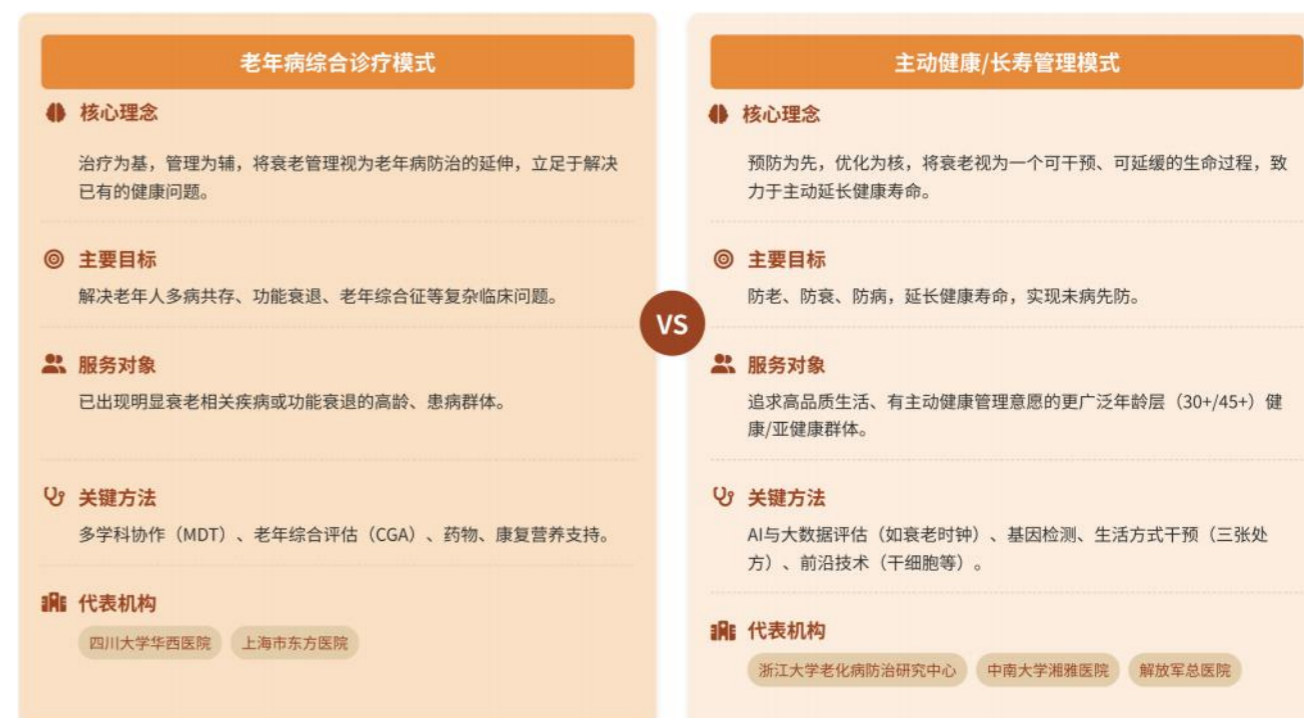 老年病综合诊疗模式
核心理念
治疗为基，管理为辅，将衰老管理视为老年病防治的延伸，立足于解决
已有的健康问题。
主要目标
解决老年人多病共存、功能衰退、老年综合征等复杂临床问题。
服务对象
已出现明显衰老相关疾病或功能衰退的高龄、患病群体。
关键方法
多学科协作（MDT）、老年综合评估（CGA）、药物、康复营养支持。
代表机构
四川大学华西医院
上海市东方医院
VS
主动健康/长寿管理模式
核心理念
预防为先，优化为核，将衰老视为一个可干预、可延缓的生命过程，致
力于主动延长健康寿命。
主要目标
防老、防衰、防病，延长健康寿命，实现未病先防。
服务对象
追求高品质生活、有主动健康管理意愿的更广泛年龄层（30+/45+）健
康/亚健康群体。
关键方法
AI与大数据评估（如衰老时钟）、基因检测、生活方式干预（三张处
方）、前沿技术（干细胞等）。
代表机构
浙江大学老化病防治研究中心
中南大学湘雅医院
解放军总医院